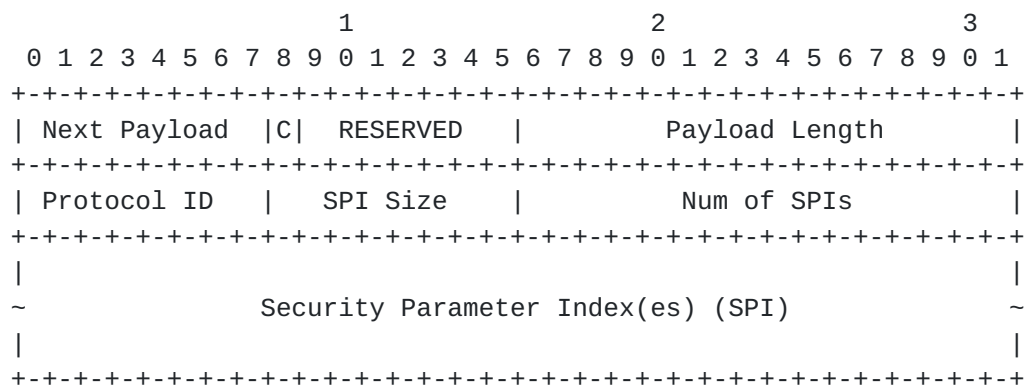 1                   2                   3
 0 1 2 3 4 5 6 7 8 9 0 1 2 3 4 5 6 7 8 9 0 1 2 3 4 5 6 7 8 9 0 1
+-+-+-+-+-+-+-+-+-+-+-+-+-+-+-+-+-+-+-+-+-+-+-+-+-+-+-+-+-+-+-+-+
| Next Payload  |C|  RESERVED   |         Payload Length        |
+-+-+-+-+-+-+-+-+-+-+-+-+-+-+-+-+-+-+-+-+-+-+-+-+-+-+-+-+-+-+-+-+
| Protocol ID   |   SPI Size    |          Num of SPIs          |
+-+-+-+-+-+-+-+-+-+-+-+-+-+-+-+-+-+-+-+-+-+-+-+-+-+-+-+-+-+-+-+-+
|                                                               |
~               Security Parameter Index(es) (SPI)              ~
|                                                               |
+-+-+-+-+-+-+-+-+-+-+-+-+-+-+-+-+-+-+-+-+-+-+-+-+-+-+-+-+-+-+-+-+